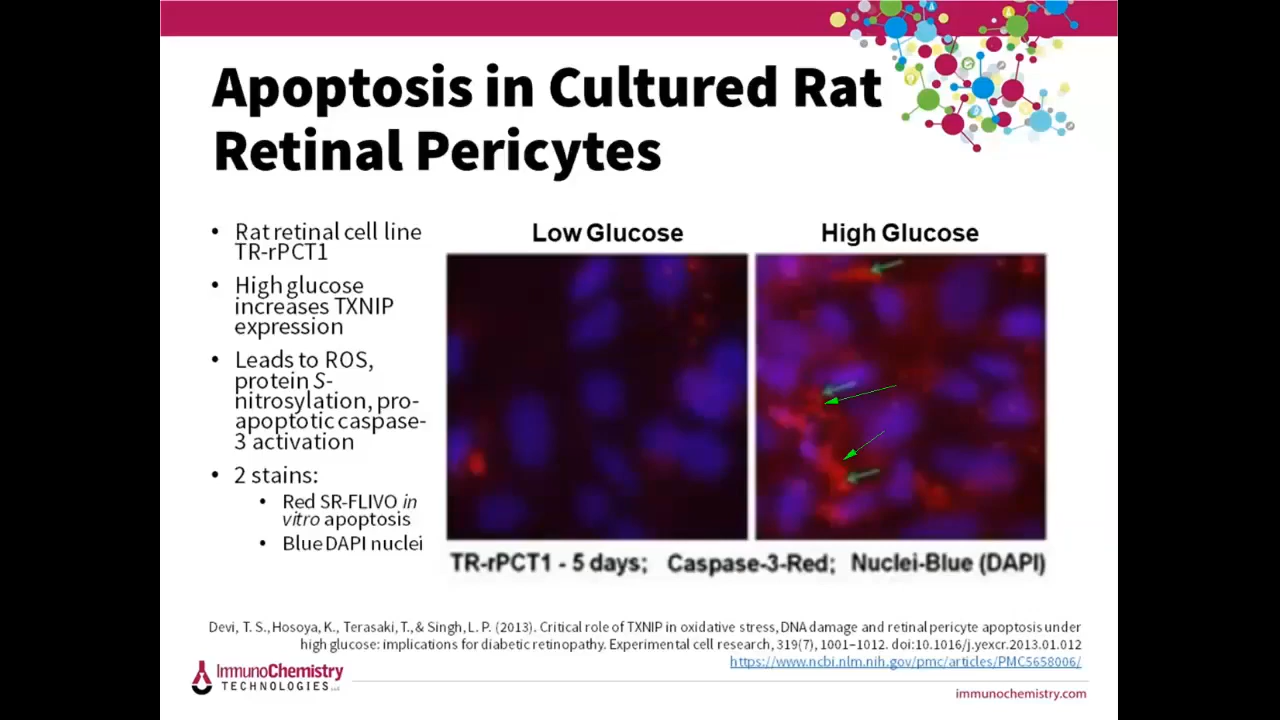 Apoptosis in Cultured Rat
Retinal Pericytes
• Rat retinal cell line
TR-rPCT1
• High glucose
increases TXNIP
expression
• Leads to ROS,
protein S-
nitrosylation, pro-
apoptotic caspase-
3 activation
• 2 stains:
• Red SR-FLIVO in
vitro apoptosis
• Blue DAPI nuclei
Low Glucose
High Glucose
TR-rPCT1 - 5 days; Caspase-3-Red; Nuclei-Blue (DAPI)
Devi, T. S., Hosoya, K., Terasaki, T., & Singh, L. P. (2013). Critical role of TXNIP in oxidative stress, DNA damage and retinal pericyte apoptosis under
high glucose: implications for diabetic retinopathy. Experimental cell research, 319(7), 1001–1012. doi:10.1016/j.yexcr.2013.01.012
https://www.ncbi.nlm.nih.gov/pmc/articles/PMC5658006/
ImmunoChemistry
TECHNOLOGIES LLC
immunochemistry.com